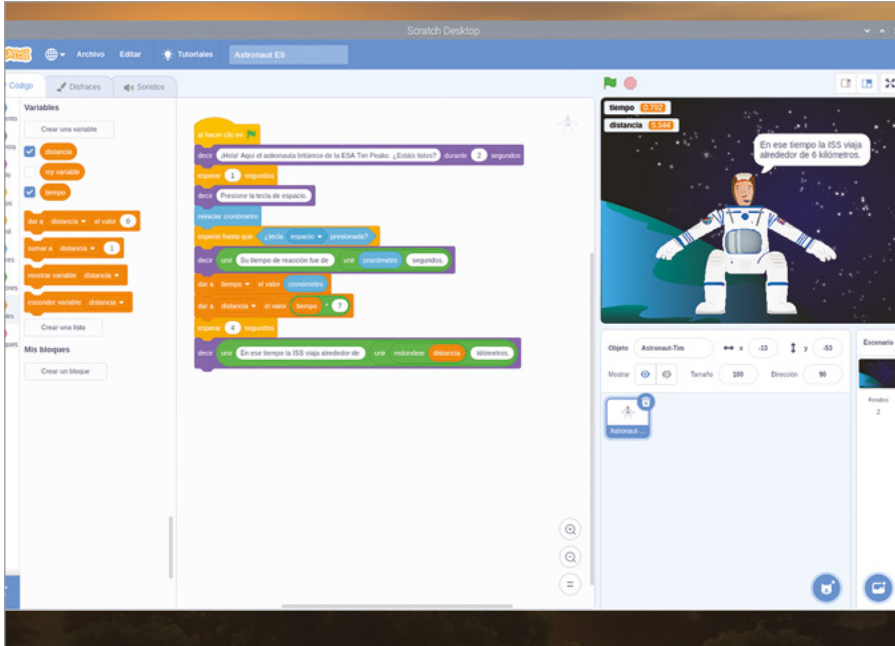 Scratch Desktop
Archivo Editar Tutoriales Astronaut ES
Código Disfraces Sonidos
Variables
Crear una variable
distancia
my variable
tiempo
dar a distancia el valor 0
sumar a distancia 1
mostrar variable distancia
esconder variable distancia
Crear una lista
Mis bloques
Crear un bloque
al hacer clic en
decir ¡Hola! Aquí el astronauta británico de la ESA Tim Peake. ¿Estáis listos? durante 2 segundos
esperar 1 segundos
decir Presione la tecla de espacio.
reiniciar cronómetro
esperar hasta que ¿tecla espacio presionada?
decir unir Su tiempo de reacción fue de unir cronómetro segundos.
dar a tiempo el valor cronómetro
dar a distancia el valor tiempo * 7
esperar 4 segundos
decir unir En ese tiempo la ISS viaja alrededor de unir redondear distancia kilómetros.
tiempo 0.792
distancia 5.544
En ese tiempo la ISS viaja
alrededor de 6 kilómetros.
Objeto Astronaut-Tim x -13 y -53
Mostrar Tamaño 100 Dirección 90
Astronaut-...
Escenario
Fondos
2